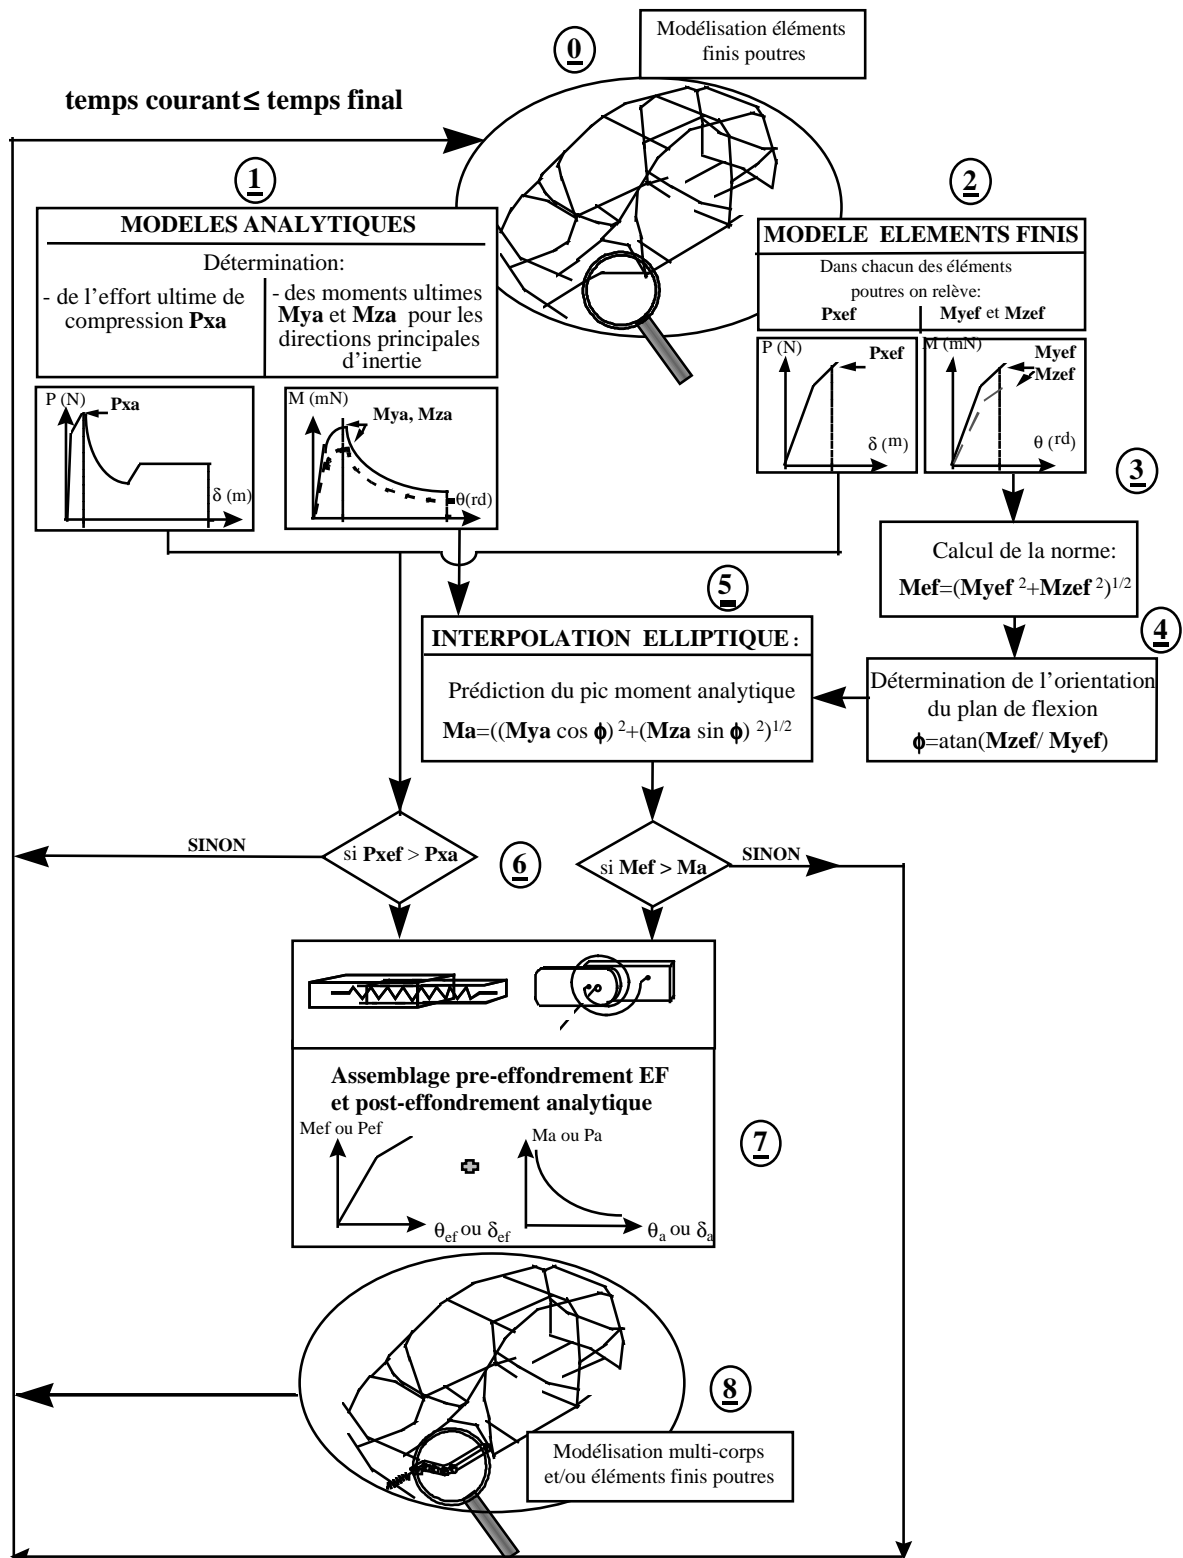 0
Modélisation éléments
finis poutres
temps courant≤ temps final
1
MODELES ANALYTIQUES
Détermination:
- de l'effort ultime de
compression Pxa
- des moments ultimes
Mya et Mza pour les
directions principales
d'inertie
P (N)
Pxa
δ (m)
M (mN)
Mya, Mza
θ(rd)
2
MODELE ELEMENTS FINIS
Dans chacun des éléments
poutres on relève:
Pxef
Myef et Mzef
P (N)
Pxef
δ (m)
M (mN)
Myef
Mzef
θ (rd)
3
Calcul de la norme:
Mef=(Myef ²+Mzef ²)^1/2
4
Détermination de l'orientation
du plan de flexion
ϕ=atan(Mzef/ Myef)
5
INTERPOLATION ELLIPTIQUE :
Prédiction du pic moment analytique
Ma=((Mya cos ϕ) ²+(Mza sin ϕ) ²)^1/2
SINON
si Pxef > Pxa
6
si Mef > Ma
SINON
Assemblage pre-effondrement EF
et post-effondrement analytique
Mef ou Pef
θef ou δef
Ma ou Pa
θa ou δa
7
8
Modélisation multi-corps
et/ou éléments finis poutres